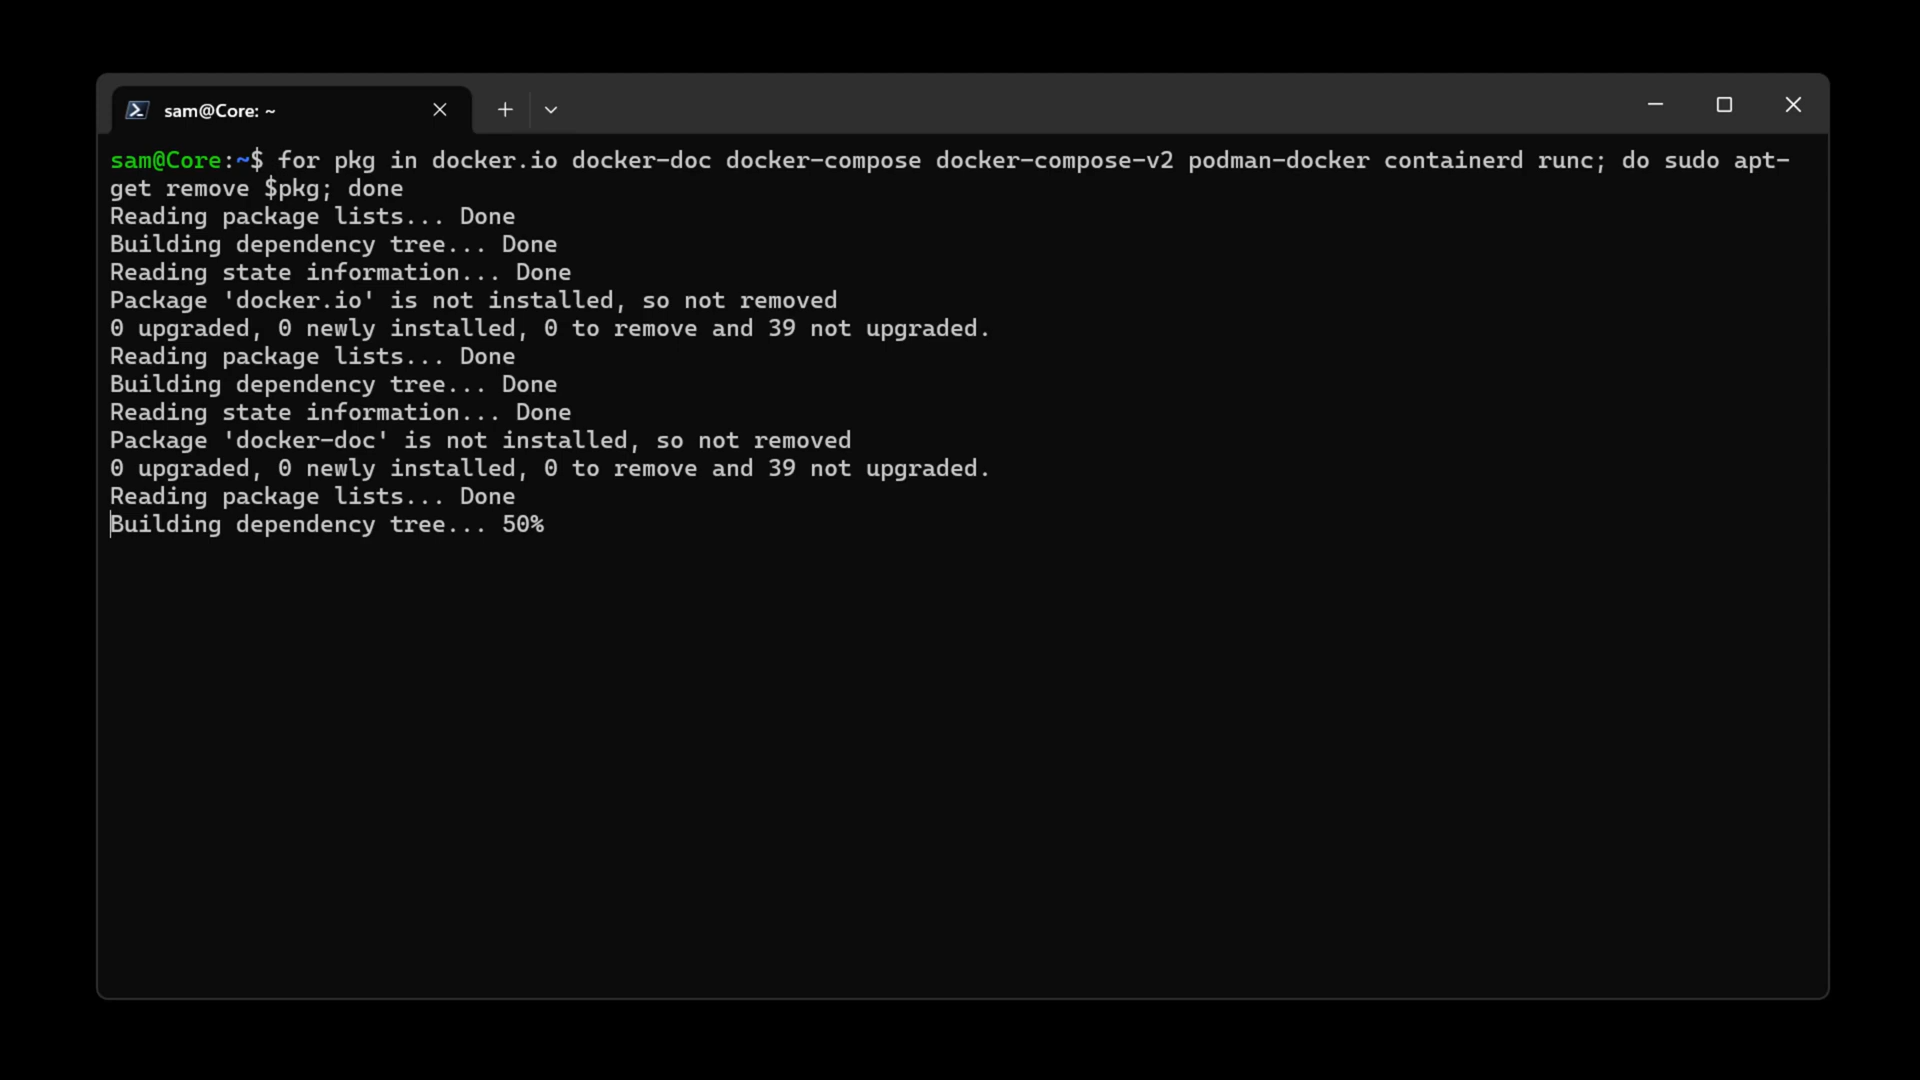 sam@Core: ~
sam@Core:~$ for pkg in docker.io docker-doc docker-compose docker-compose-v2 podman-docker containerd runc; do sudo apt-
get remove $pkg; done
Reading package lists... Done
Building dependency tree... Done
Reading state information... Done
Package 'docker.io' is not installed, so not removed
0 upgraded, 0 newly installed, 0 to remove and 39 not upgraded.
Reading package lists... Done
Building dependency tree... Done
Reading state information... Done
Package 'docker-doc' is not installed, so not removed
0 upgraded, 0 newly installed, 0 to remove and 39 not upgraded.
Reading package lists... Done
Building dependency tree... 50%